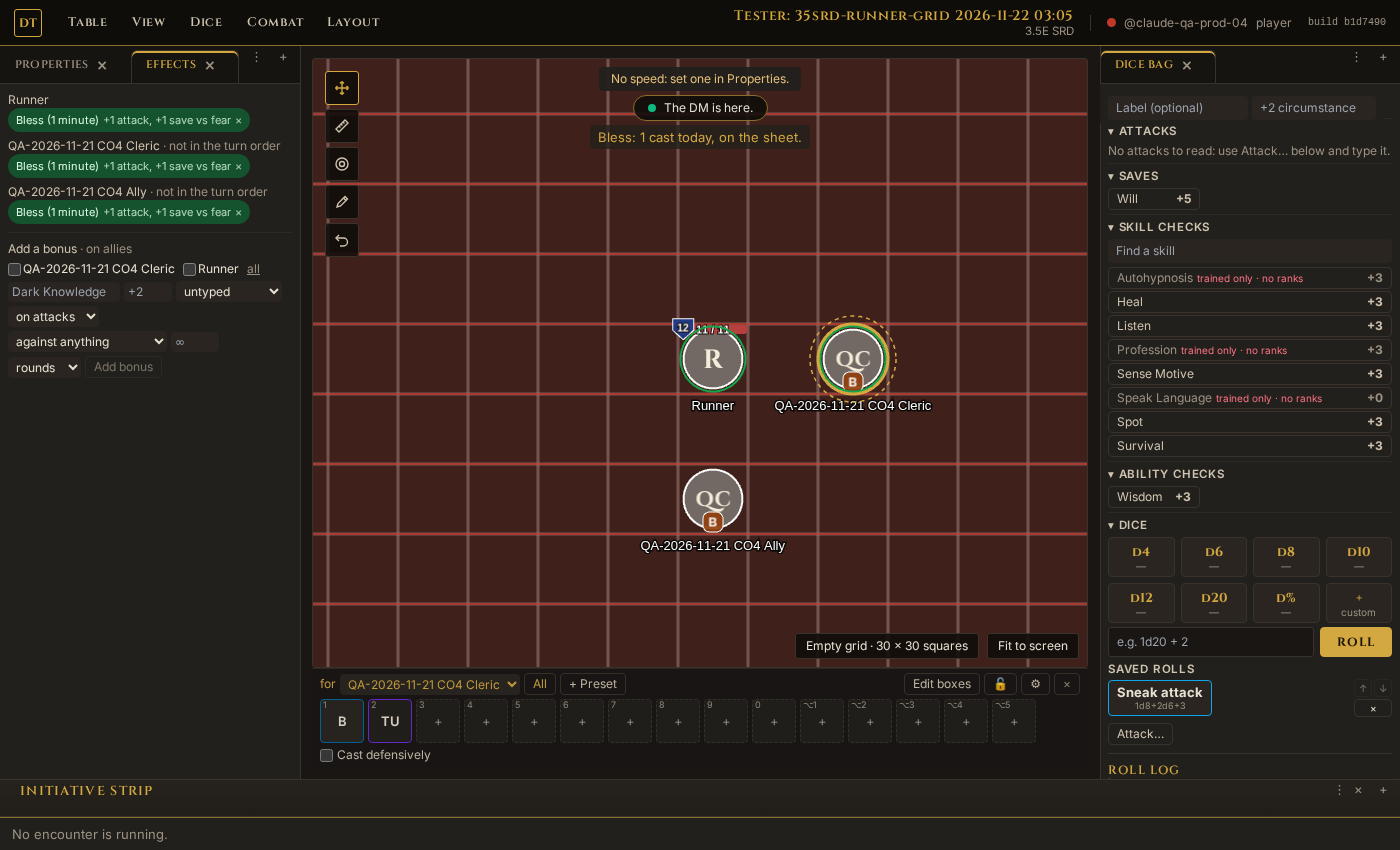 DT TABLE VIEW DICE COMBAT LAYOUT
TESTER: 35SRD-RUNNER-GRID 2026-11-22 03:05
3.5E SRD
@claude-qa-prod-04 player build b1d7490
PROPERTIES × EFFECTS × ⋮ +
Runner
Bless (1 minute) +1 attack, +1 save vs fear ×
QA-2026-11-21 CO4 Cleric · not in the turn order
Bless (1 minute) +1 attack, +1 save vs fear ×
QA-2026-11-21 CO4 Ally · not in the turn order
Bless (1 minute) +1 attack, +1 save vs fear ×
Add a bonus · on allies
QA-2026-11-21 CO4 Cleric Runner all
Dark Knowledge +2 untyped
on attacks
against anything ∞
rounds Add bonus
No speed: set one in Properties.
The DM is here.
Bless: 1 cast today, on the sheet.
12 11 / 11
R
Runner
QC
B
QA-2026-11-21 CO4 Cleric
QC
B
QA-2026-11-21 CO4 Ally
Empty grid · 30 × 30 squares Fit to screen
for QA-2026-11-21 CO4 Cleric All + Preset Edit boxes ×
1 2 3 4 5 6 7 8 9 0 ⌥1 ⌥2 ⌥3 ⌥4 ⌥5
B TU + + + + + + + + + + + + +
Cast defensively
DICE BAG × ⋮ +
Label (optional) +2 circumstance
▾ ATTACKS
No attacks to read: use Attack... below and type it.
▾ SAVES
Will +5
▾ SKILL CHECKS
Find a skill
Autohypnosis trained only · no ranks +3
Heal +3
Listen +3
Profession trained only · no ranks +3
Sense Motive +3
Speak Language trained only · no ranks +0
Spot +3
Survival +3
▾ ABILITY CHECKS
Wisdom +3
▾ DICE
D4 D6 D8 D10
— — — —
D12 D20 D% +
— — — custom
e.g. 1d20 + 2 ROLL
SAVED ROLLS
Sneak attack ↑ ↓
1d8+2d6+3 ×
Attack...
ROLL LOG
INITIATIVE STRIP ⋮ × +
No encounter is running.